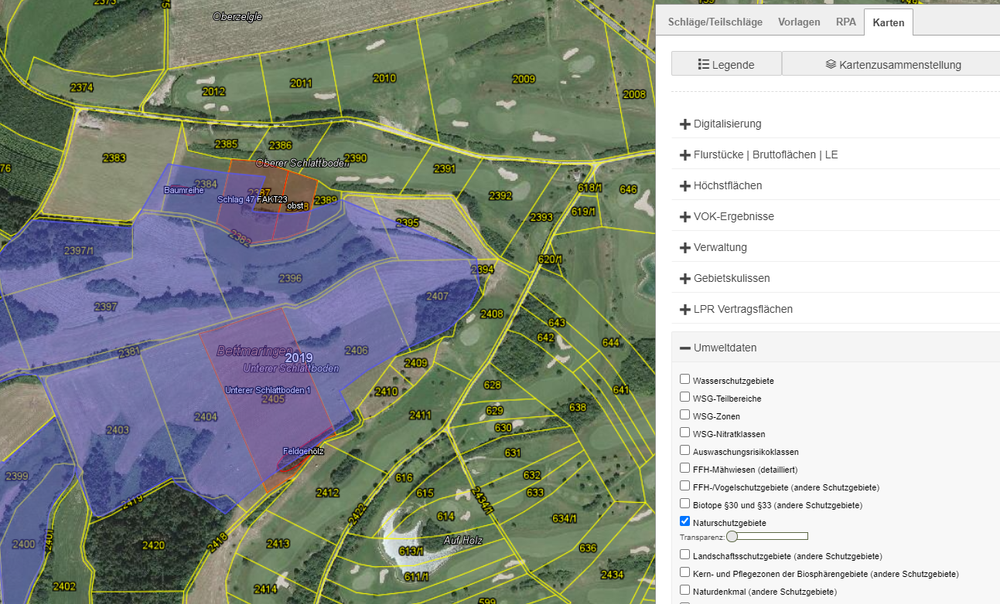 2373
Oberzelgle
Schläge/Teilschläge Vorlagen RPA Karten
Legende Kartenzusammenstellung
2374
2012
2011
2010
2009
2008
Digitalisierung
Flurstücke | Bruttoflächen | LE
Höchstflächen
VOK-Ergebnisse
Verwaltung
Gebietskulissen
LPR Vertragsflächen
Umweltdaten
76
2383
2385
2386
Oberer Schlattboden
2390
2391
2384
Baumreihe
2387
Schlag 47 FAKT23
obst
2389
2392
618/1
646
2393
619/1
2395
2382
2397/1
2396
2394
620/1
2397
2407
2408
643
642
644
2381
Bettmaringen
2019
2406
Unterer Schlattboden
2409
Unterer Schlattboden 1
2405
2410
628
641
638
2403
2404
2411
629
630
Feldgehölz
631
2399
616
632
2412
615
633
2419
2422
2434/1
614
634/1
2400
2401
2420
2418
2413
Auf Holz
613/1
636
611/1
2434
2402
2414
599
Wasserschutzgebiete
WSG-Teilbereiche
WSG-Zonen
WSG-Nitratklassen
Auswaschungsrisikoklassen
FFH-Mähwiesen (detailliert)
FFH-/Vogelschutzgebiete (andere Schutzgebiete)
Biotope §30 und §33 (andere Schutzgebiete)
Naturschutzgebiete
Transparenz:
Landschaftsschutzgebiete (andere Schutzgebiete)
Kern- und Pflegezonen der Biosphärengebiete (andere Schutzgebiete)
Naturdenkmal (andere Schutzgebiete)